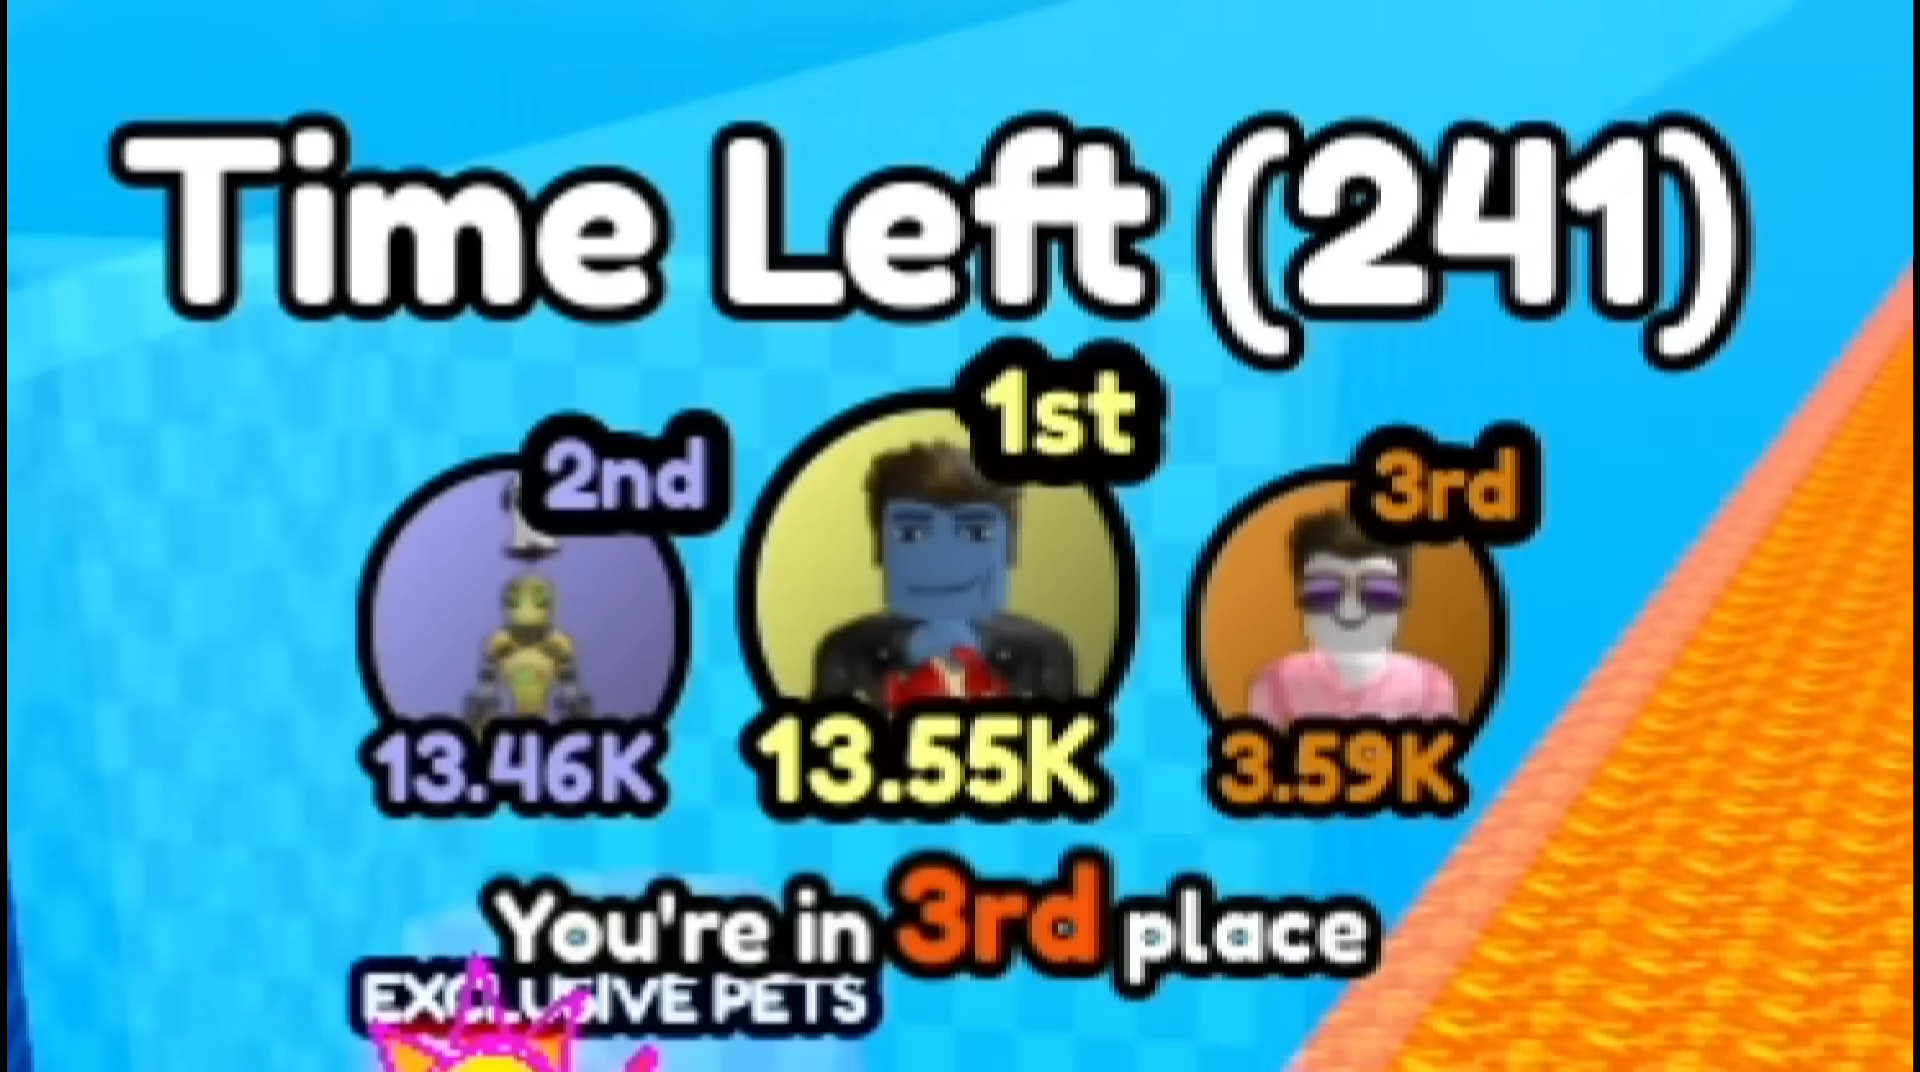 Time Left (241)
2nd 1st 3rd
13.46K 13.55K 3.59K
You're in 3rd place
EXCLUSIVE PETS